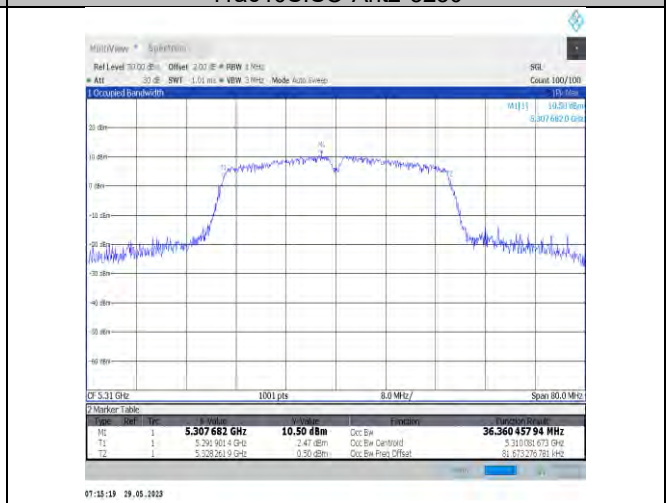 MultiView Spectrum
Ref Level 30.00 dBm Offset 2.00 dB RBW 1 MHz SGL
Att 30 dB SWT 1.01 ms VBW 3 MHz Mode Auto Sweep Count 100/100
1 Occupied Bandwidth
M1[1] 10.50 dBm
5.307 682 0 GHz
20 dBm
M1
10 dBm
T1
0 dBm
-10 dBm
-20 dBm
-30 dBm
-40 dBm
-50 dBm
-60 dBm
CF 5.31 GHz 1001 pts 8.0 MHz/ Span 80.0 MHz
2 Marker Table
Type Ref Trc X-Value Y-Value Function Function Result
M1 1 5.307 682 GHz 10.50 dBm Occ Bw 36.360 457 94 MHz
T1 1 5.291 901 4 GHz 2.47 dBm Occ Bw Centroid 5.310 081 673 GHz
T2 1 5.328 261 9 GHz 0.50 dBm Occ Bw Freq Offset 81.673 276 781 kHz
07:15:19 29.05.2023